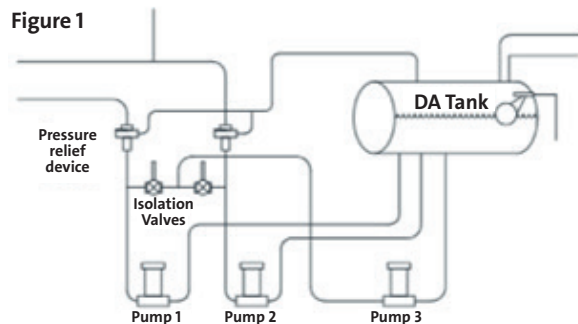 Figure 1
DA Tank
Pressure
relief
device
Isolation
Valves
Pump 1
Pump 2
Pump 3